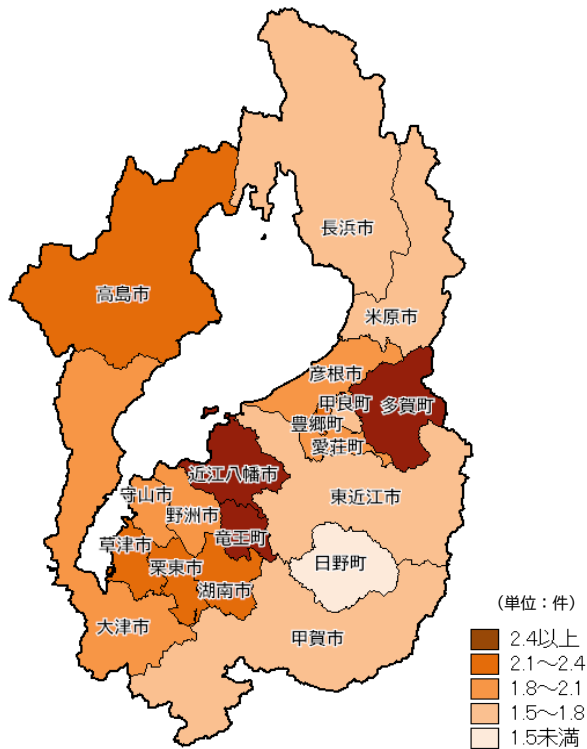 長浜市
高島市
米原市
彦根市
甲良町
多賀町
豊郷町
愛荘町
近江八幡市
守山市
東近江市
野洲市
竜王町
草津市
栗東市
日野町
湖南市
大津市
甲賀市
（単位：件）
2.4以上
2.1～2.4
1.8～2.1
1.5～1.8
1.5未満